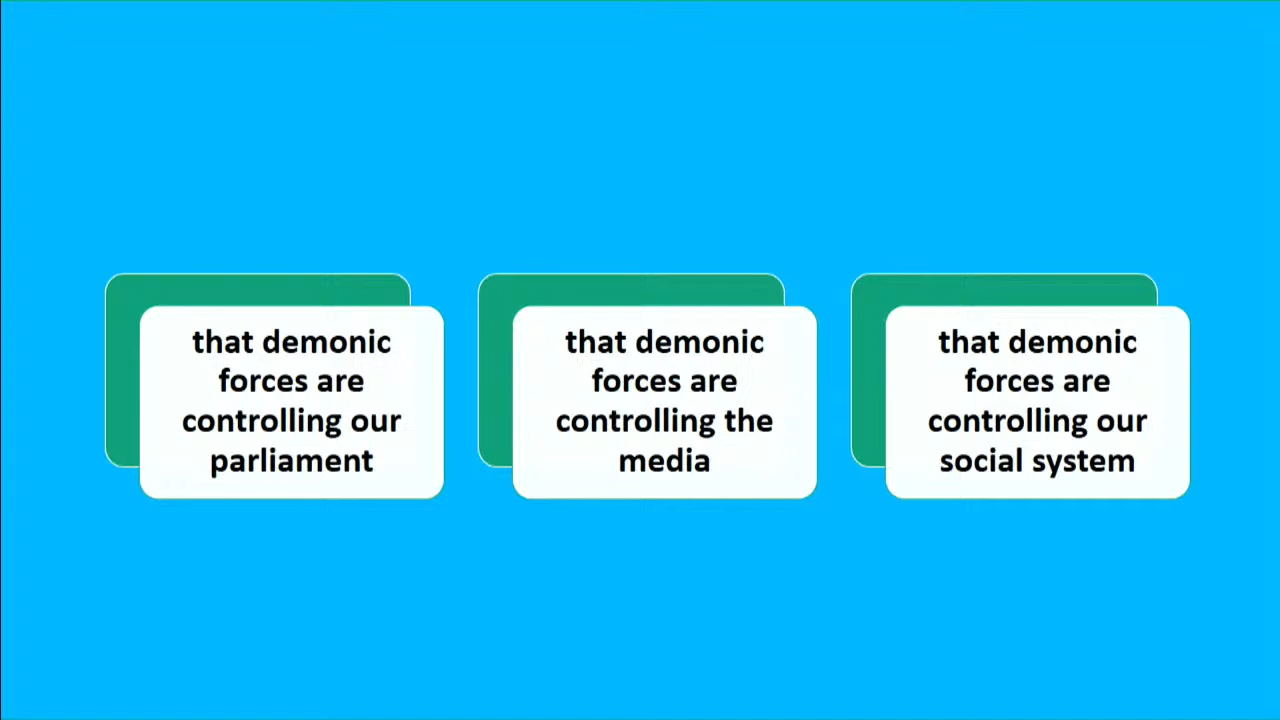 that demonic
forces are
controlling our
parliament
that demonic
forces are
controlling the
media
that demonic
forces are
controlling our
social system